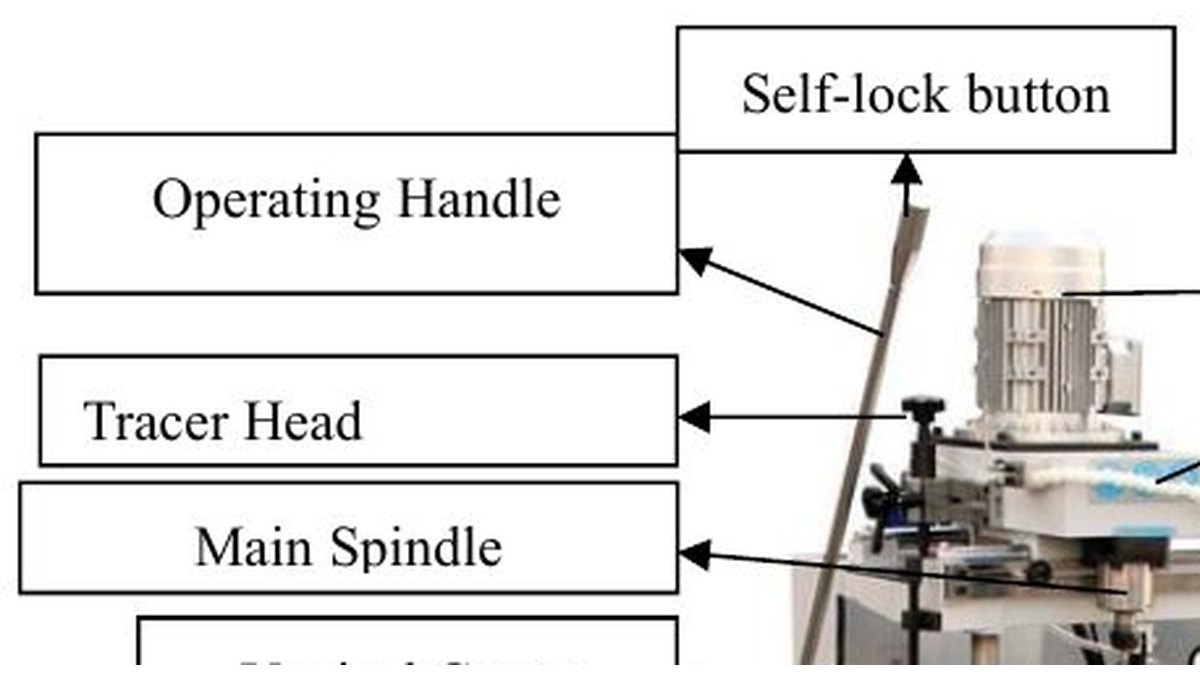 Self-lock button
Operating Handle
Tracer Head
Main Spindle